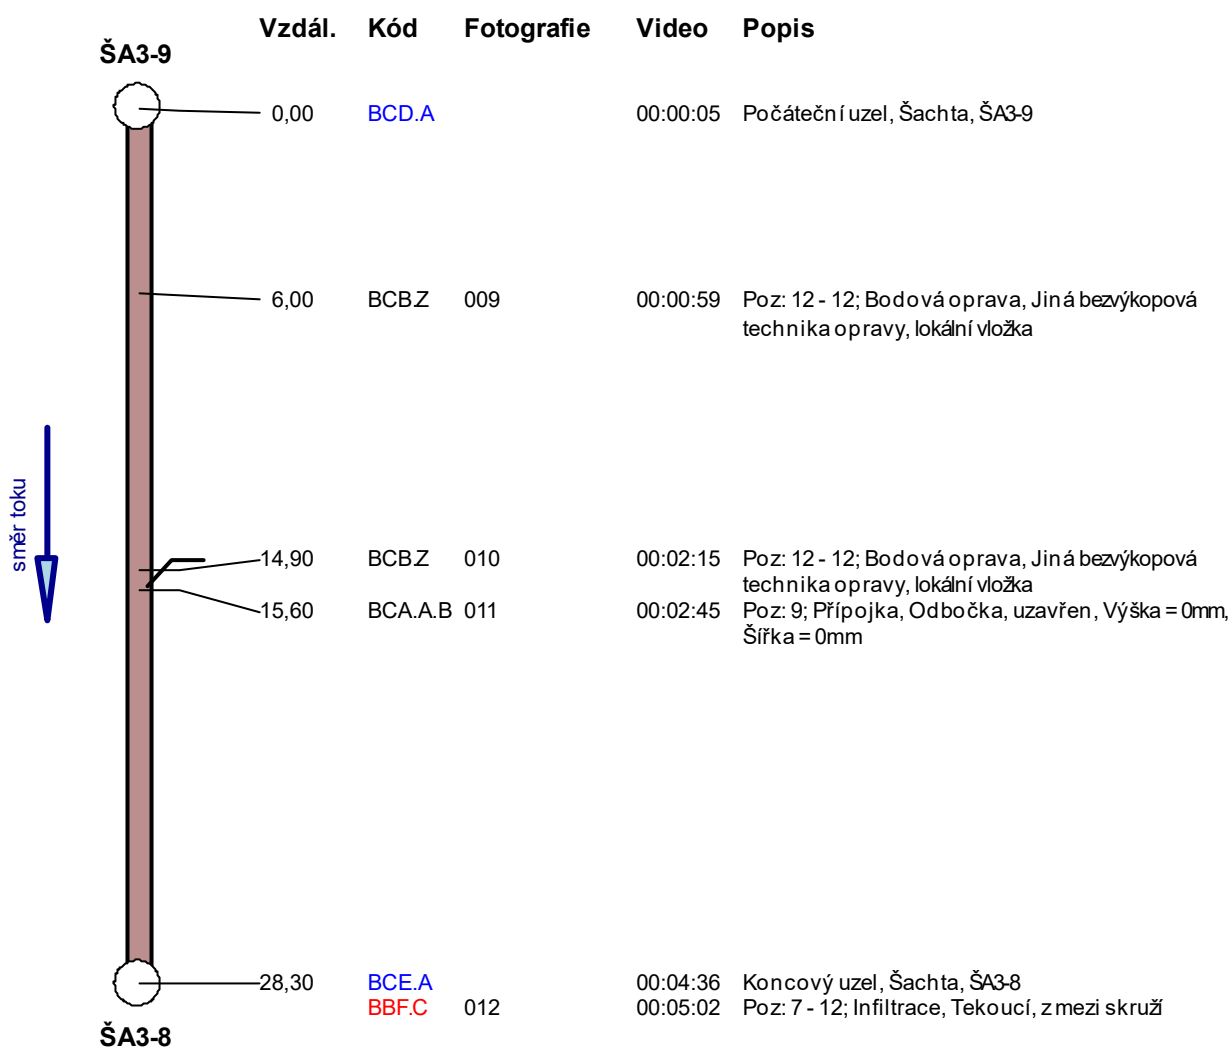 Vzdál. Kód Fotografie Video Popis
ŠA3-9
0,00 BCD.A 00:00:05 Počáteční uzel, Šachta, ŠA3-9
6,00 BCB.Z 009 00:00:59 Poz: 12 - 12; Bodová oprava, Jiná bezvýkopová
technika opravy, lokální vložka
směr toku
14,90 BCB.Z 010 00:02:15 Poz: 12 - 12; Bodová oprava, Jiná bezvýkopová
technika opravy, lokální vložka
15,60 BCA.A.B 011 00:02:45 Poz: 9; Přípojka, Odbočka, uzavřen, Výška = 0mm,
Šířka = 0mm
28,30 BCE.A 00:04:36 Koncový uzel, Šachta, ŠA3-8
BBF.C 012 00:05:02 Poz: 7 - 12; Infiltrace, Tekoucí, z mezi skruží
ŠA3-8